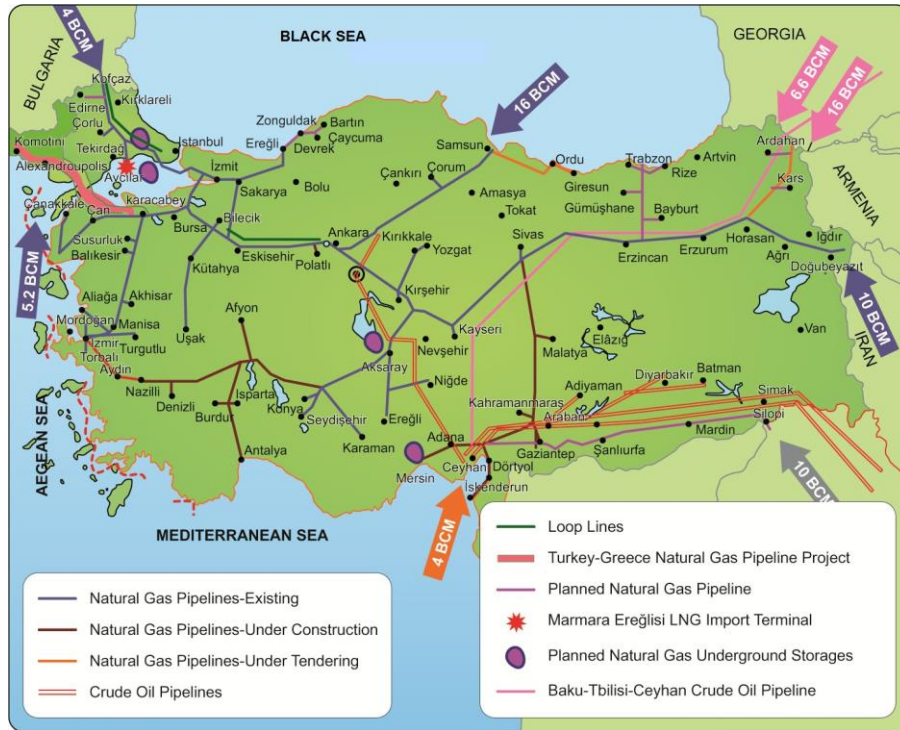 4 BCM
BLACK SEA
GEORGIA
BULGARIA
6.6 BCM
16 BCM
16 BCM
Kofçaz
Edirne
Kırklareli
Çorlu
Komotini
Tekirdağ
İstanbul
Alexandroupolis
Zonguldak
Bartın
Çaycuma
Ereğli
Devrek
Samsun
Ordu
Giresun
Trabzon
Rize
Artvin
Ardahan
Kars
ARMENIA
İzmit
Sakarya
Bolu
Çankırı
Çorum
Amasya
Tokat
Gümüşhane
Bayburt
Çanakkale
Çan
karacabey
Bursa
Bilecik
Ankara
Kırıkkale
Eskisehir
Polatlı
Yozgat
Sivas
Erzincan
Erzurum
Horasan
Iğdır
Ağrı
Doğubeyazıt
5.2 BCM
Susurluk
Balıkesir
Kütahya
Kırşehir
10 BCM
Aliağa
Akhisar
Mordoğan
Manisa
İzmir
Turgutlu
Torbalı
Uşak
Afyon
Kayseri
Nevşehir
Aksaray
Malatya
Elâzığ
Van
IRAN
Aydın
Nazilli
Denizli
Isparta
Burdur
Konya
Seydişehir
Ereğli
Niğde
Karaman
Kahramanmaraş
Adiyaman
Araban
Diyarbakır
Batman
Şimak
Silopi
Mardin
Şanlıurfa
Gaziantep
Adana
Ceyhan
Dörtyol
İskenderun
Mersin
Antalya
AEGEAN SEA
MEDITERRANEAN SEA
4 BCM
10 BCM
Natural Gas Pipelines-Existing
Natural Gas Pipelines-Under Construction
Natural Gas Pipelines-Under Tendering
Crude Oil Pipelines
Loop Lines
Turkey-Greece Natural Gas Pipeline Project
Planned Natural Gas Pipeline
Marmara Ereğlisi LNG Import Terminal
Planned Natural Gas Underground Storages
Baku-Tbilisi-Ceyhan Crude Oil Pipeline